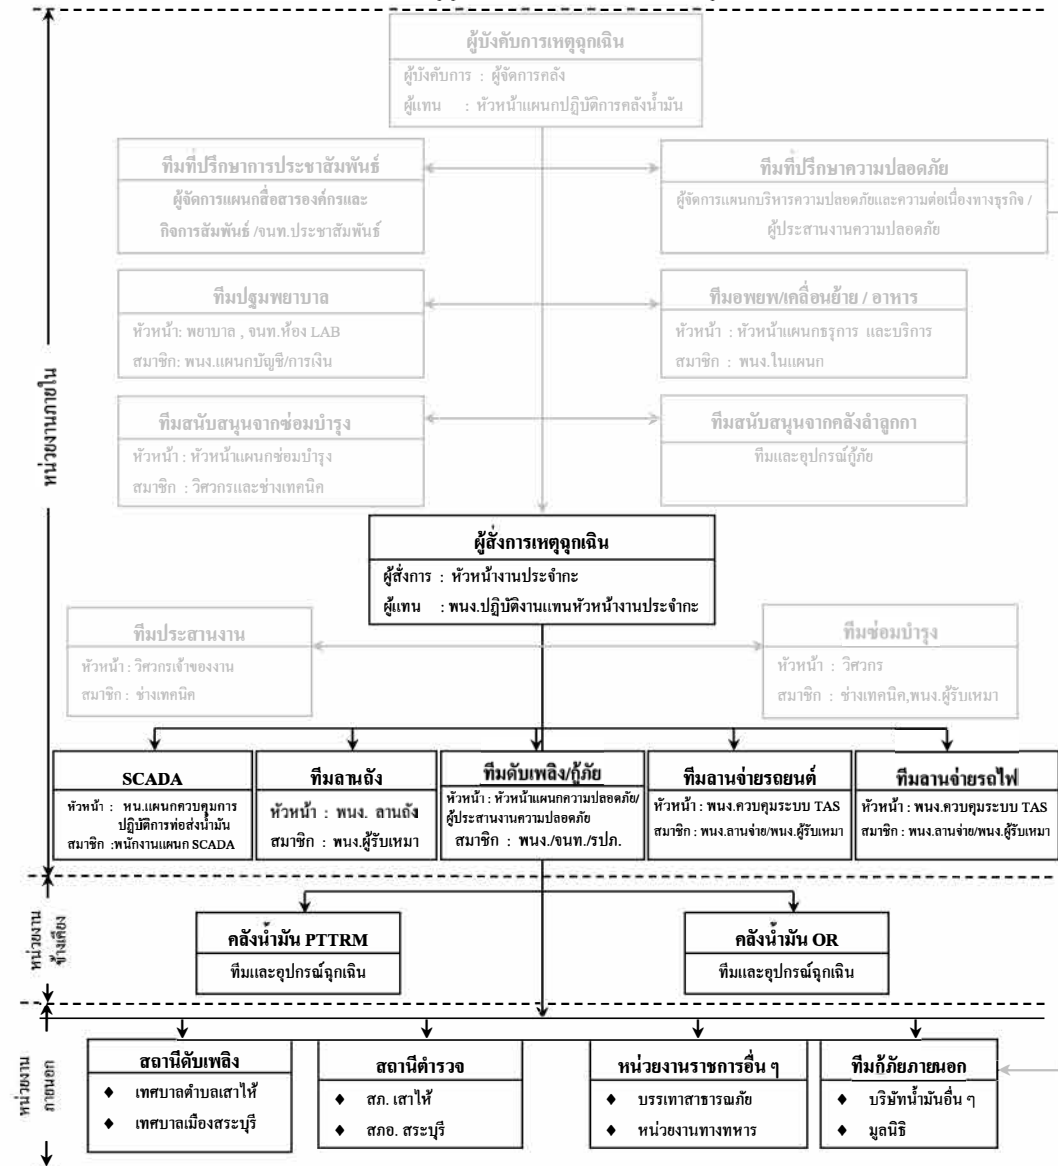 ผู้บังคับการเหตุฉุกเฉิน
ผู้บังคับการ : ผู้จัดการคลัง
ผู้แทน : หัวหน้าแผนกปฏิบัติการคลังน้ำมัน
ทีมที่ปรึกษาการประชาสัมพันธ์
ผู้จัดการแผนกสื่อสารองค์กรและ
กิจการสัมพันธ์ /จนท.ประชาสัมพันธ์
ทีมที่ปรึกษาความปลอดภัย
ผู้จัดการแผนกบริหารความปลอดภัยและความต่อเนื่องทางธุรกิจ /
ผู้ประสานงานความปลอดภัย
ทีมปฐมพยาบาล
หัวหน้า: พยาบาล , จนท.ห้อง LAB
สมาชิก: พนง.แผนกบัญชี/การเงิน
ทีมอพยพ/เคลื่อนย้าย / อาหาร
หัวหน้า : หัวหน้าแผนกธุรการ และบริการ
สมาชิก : พนง.ในแผนก
ทีมสนับสนุนจากซ่อมบำรุง
หัวหน้า : หัวหน้าแผนกซ่อมบำรุง
สมาชิก : วิศวกรและช่างเทคนิค
ทีมสนับสนุนจากคลังลำลูกกา
ทีมและอุปกรณ์กู้ภัย
หน่วยงานภายใน
ผู้สั่งการเหตุฉุกเฉิน
ผู้สั่งการ : หัวหน้างานประจำกะ
ผู้แทน : พนง.ปฏิบัติงานแทนหัวหน้างานประจำกะ
ทีมประสานงาน
หัวหน้า : วิศวกรเจ้าของงาน
สมาชิก : ช่างเทคนิค
ทีมซ่อมบำรุง
หัวหน้า : วิศวกร
สมาชิก : ช่างเทคนิค,พนง.ผู้รับเหมา
SCADA
หัวหน้า : หน.แผนกควบคุมการ
ปฏิบัติการท่อส่งน้ำมัน
สมาชิก :พนักงานแผนก SCADA
ทีมลานถัง
หัวหน้า : พนง. ลานถัง
สมาชิก : พนง.ผู้รับเหมา
ทีมดับเพลิง/กู้ภัย
หัวหน้า : หัวหน้าแผนกความปลอดภัย/
ผู้ประสานงานความปลอดภัย
สมาชิก : พนง./จนท./รปภ.
ทีมลานจ่ายรถยนต์
หัวหน้า : พนง.ควบคุมระบบ TAS
สมาชิก : พนง.ลานจ่าย/พนง.ผู้รับเหมา
ทีมลานจ่ายรถไฟ
หัวหน้า : พนง.ควบคุมระบบ TAS
สมาชิก : พนง.ลานจ่าย/พนง.ผู้รับเหมา
หน่วยงาน
ข้างเคียง
คลังน้ำมัน PTTRM
ทีมและอุปกรณ์ฉุกเฉิน
คลังน้ำมัน OR
ทีมและอุปกรณ์ฉุกเฉิน
หน่วยงาน
ภายนอก
สถานีดับเพลิง
♦ เทศบาลตำบลเสาไห้
♦ เทศบาลเมืองสระบุรี
สถานีตำรวจ
♦ สภ. เสาไห้
♦ สภอ. สระบุรี
หน่วยงานราชการอื่น ๆ
♦ บรรเทาสาธารณภัย
♦ หน่วยงานทางทหาร
ทีมกู้ภัยภายนอก
♦ บริษัทน้ำมันอื่น ๆ
♦ มูลนิธิ